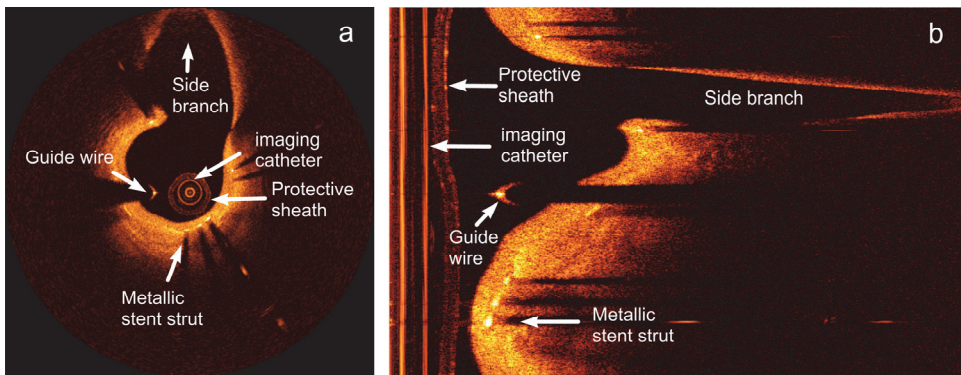 a
Side
branch
imaging
catheter
Guide wire
Protective
sheath
Metallic
stent strut
b
Protective
sheath
Side branch
imaging
catheter
Guide
wire
Metallic
stent strut